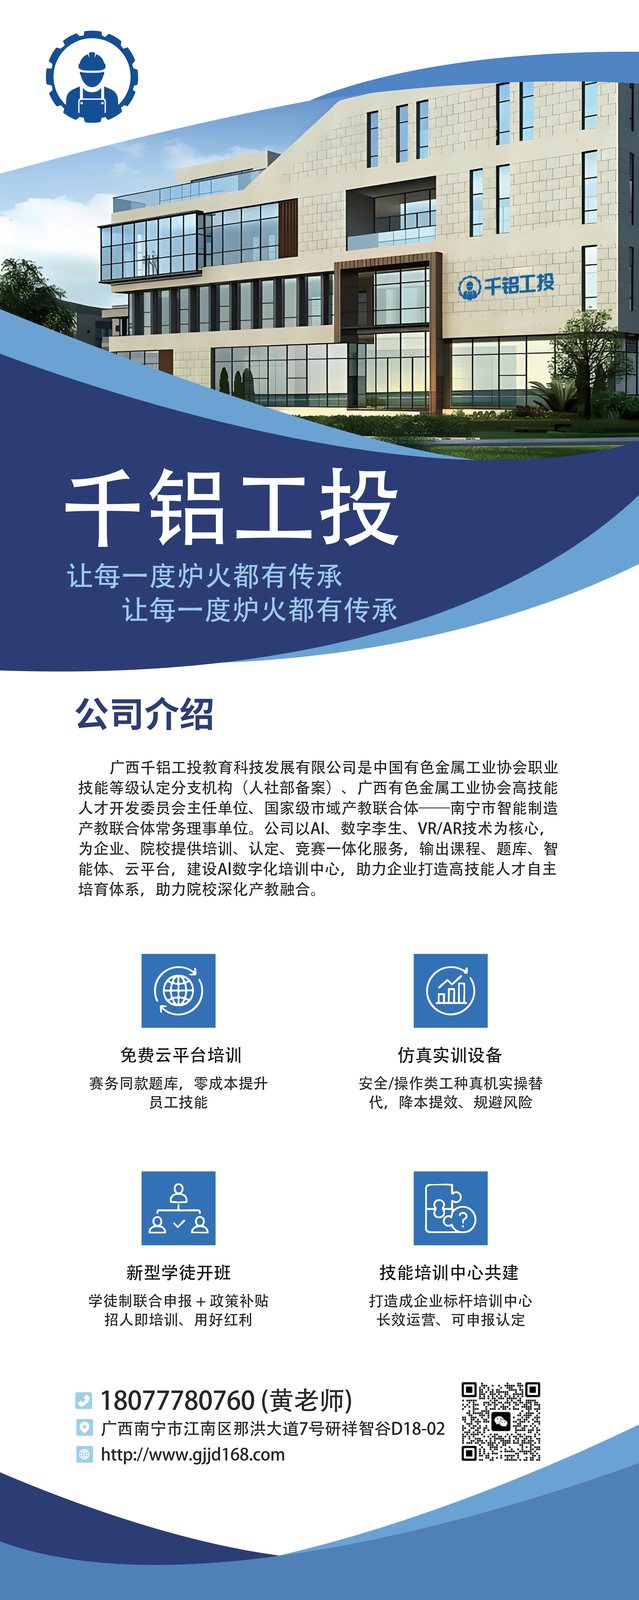 千铝工投
千铝工投
让每一度炉火都有传承
让每一度炉火都有传承
公司介绍
广西千铝工投教育科技发展有限公司是中国有色金属工业协会职业
技能等级认定分支机构（人社部备案）、广西有色金属工业协会高技能
人才开发委员会主任单位、国家级市域产教联合体——南宁市智能制造
产教联合体常务理事单位。公司以AI、数字李生、VR/AR技术为核心，
为企业、院校提供培训、认定、竞赛一体化服务，输出课程、题库、智
能体、云平台，建设AI数字化培训中心，助力企业打造高技能人才自主
培育体系，助力院校深化产教融合。
免费云平台培训
赛务同款题库，零成本提升
员工技能
仿真实训设备
安全/操作类工种真机实操替
代，降本提效、规避风险
新型学徒开班
学徒制联合申报 + 政策补贴
招人即培训、用好红利
技能培训中心共建
打造成企业标杆培训中心
长效运营、可申报认定
18077780760 (黄老师)
广西南宁市江南区那洪大道7号研祥智谷D18-02
http://www.gjjd168.com